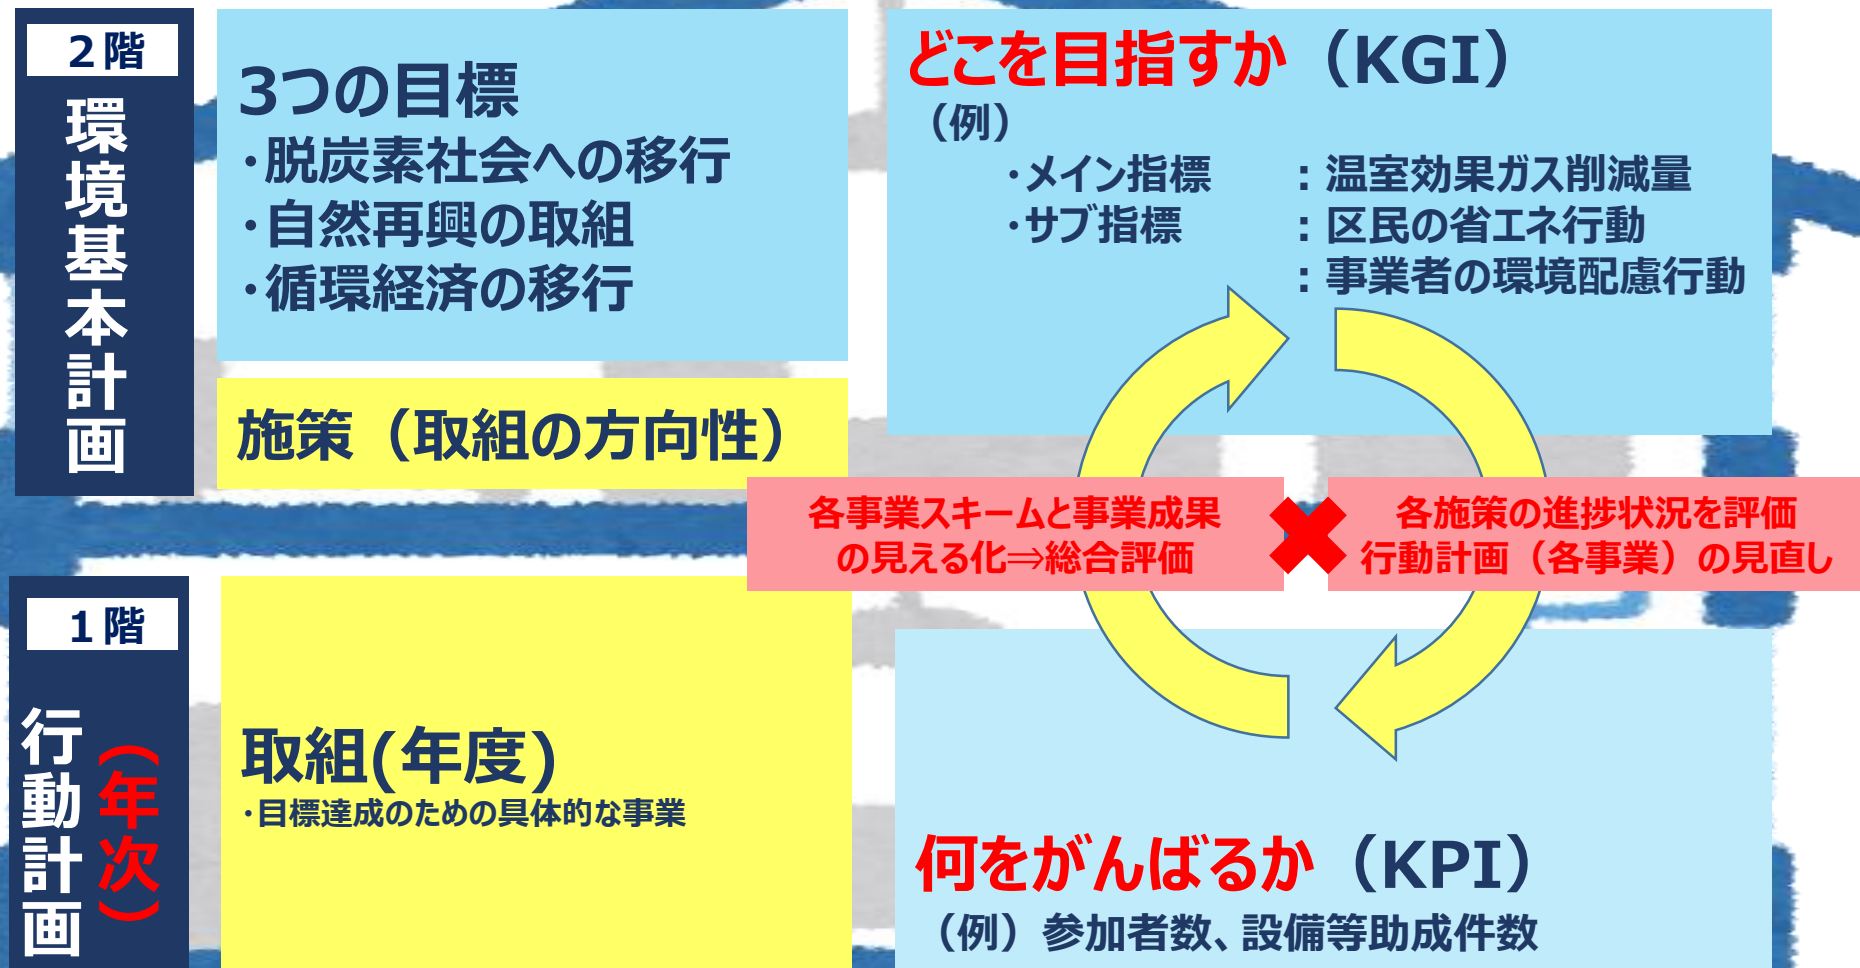 ２階
環境基本計画
3つの目標
・脱炭素社会への移行
・自然再興の取組
・循環経済の移行
施策（取組の方向性）
どこを目指すか（KGI）
（例）
・メイン指標　：温室効果ガス削減量
・サブ指標　：区民の省エネ行動
：事業者の環境配慮行動
各事業スキームと事業成果
の見える化⇒総合評価
各施策の進捗状況を評価
行動計画（各事業）の見直し
１階
行動計画
（年次）
取組(年度)
・目標達成のための具体的な事業
何をがんばるか（KPI）
（例）参加者数、設備等助成件数